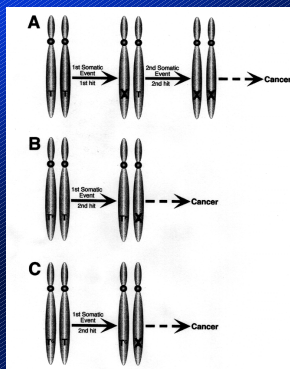 A
1st Somatic
Event
1st hit
2nd Somatic
Event
2nd hit
Cancer
T T
X T
X X
B
1st Somatic
Event
2nd hit
Cancer
T
X
C
1st Somatic
Event
2nd hit
Cancer
T
X